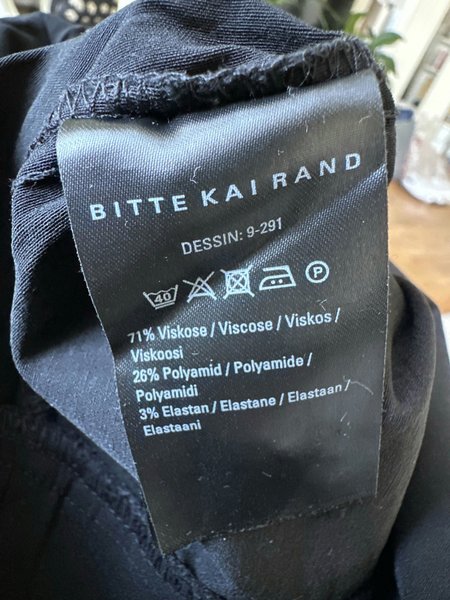 BITTE KAI RAND
DESSIN: 9-291
40 P
71% Viskose / Viscose / Viskos /
Viskoosi
26% Polyamid / Polyamide /
Polyamidi
3% Elastan / Elastane / Elastaan /
Elastaani